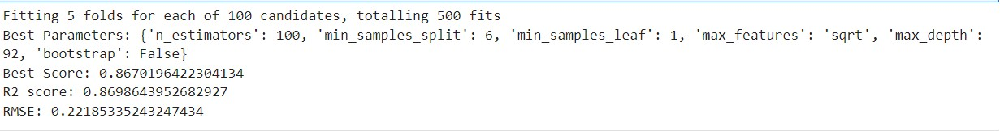 Fitting 5 folds for each of 100 candidates, totalling 500 fits
Best Parameters: {'n_estimators': 100, 'min_samples_split': 6, 'min_samples_leaf': 1, 'max_features': 'sqrt', 'max_depth':
92, 'bootstrap': False}
Best Score: 0.8670196422304134
R2 score: 0.8698643952682927
RMSE: 0.22185335243247434